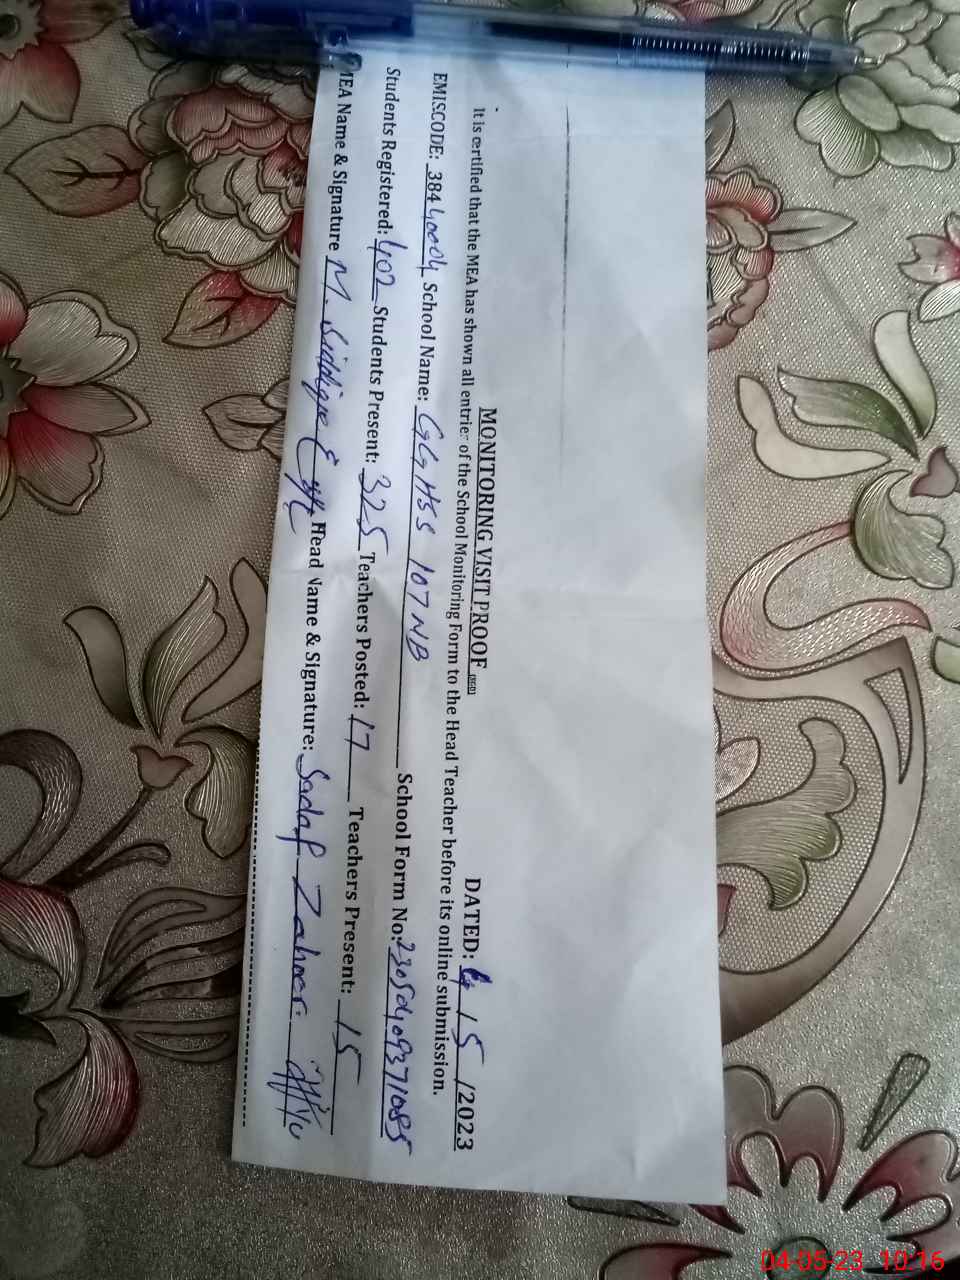 MONITORING VISIT PROOF (SGD) DATED: 4 / 5 /2023
It is certified that the MEA has shown all entries of the School Monitoring Form to the Head Teacher before its online submission.
EMISCODE: 38440004 School Name: GGHSS 107 NB School Form No: 23050409371085
Students Registered: 402 Students Present: 325 Teachers Posted: 17 Teachers Present: 15
MEA Name & Signature M. Siddique Head Name & Signature: Sadaf Zaheer
04-05-23 10:16